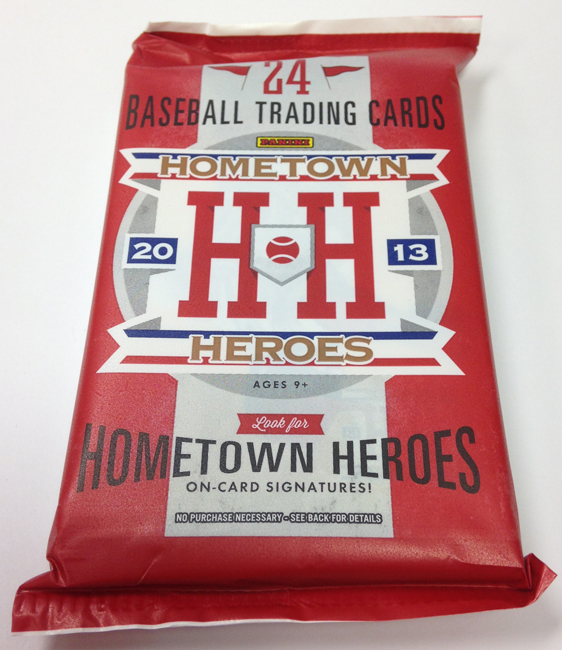 24
BASEBALL TRADING CARDS
PANINI
HOMETOWN
20 HH 13
HEROES
AGES 9+
Look for
HOMETOWN HEROES
ON-CARD SIGNATURES!
NO PURCHASE NECESSARY - SEE BACK FOR DETAILS